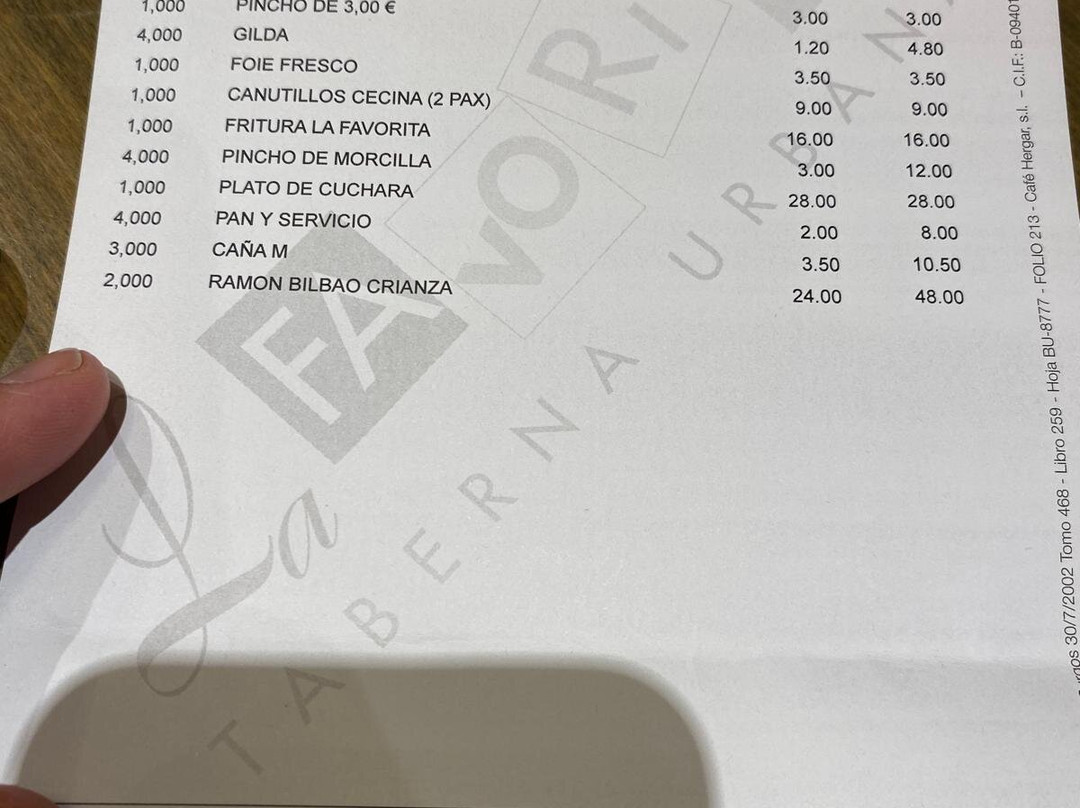 1,000 PINCHO DE 3,00 € 3.00 3.00
4,000 GILDA 1.20 4.80
1,000 FOIE FRESCO 3.50 3.50
1,000 CANUTILLOS CECINA (2 PAX) 9.00 9.00
1,000 FRITURA LA FAVORITA 16.00 16.00
4,000 PINCHO DE MORCILLA 3.00 12.00
1,000 PLATO DE CUCHARA 28.00 28.00
4,000 PAN Y SERVICIO 2.00 8.00
3,000 CAÑA M 3.50 10.50
2,000 RAMON BILBAO CRIANZA 24.00 48.00
La FAvORI
TABERNA URBAN
30/7/2002 Tomo 468 - Libro 259 - Hoja BU-8777 - FOLIO 213 - Café Hergar, s.l. – C.I.F.: B-09401